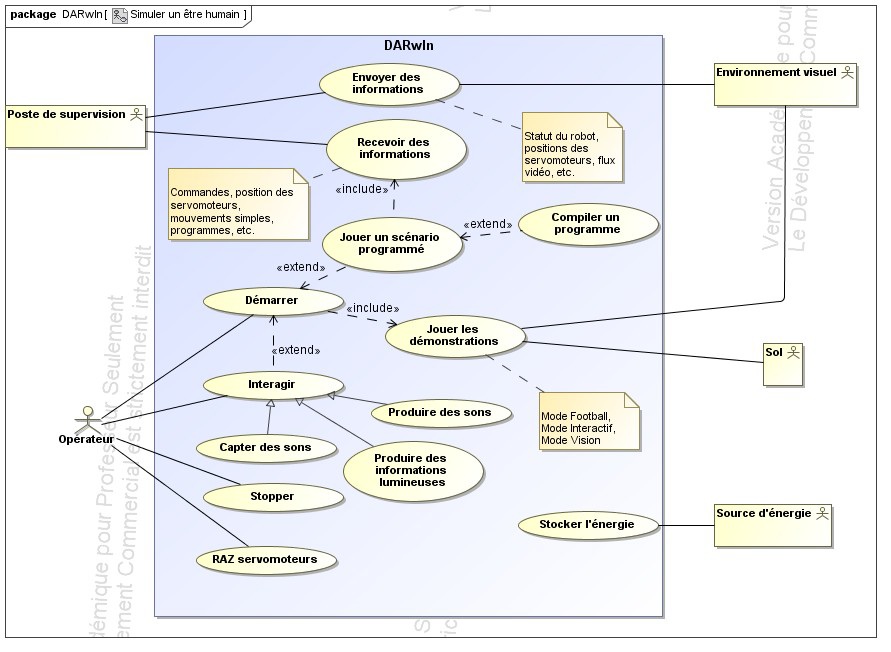 package DARwIn[ Simuler un être humain ]
DARwIn
Envoyer des
informations
Environnement visuel
Poste de supervision
Recevoir des
informations
Statut du robot,
positions des
servomoteurs, flux
vidéo, etc.
«include»
Commandes, position des
servomoteurs,
mouvements simples,
programmes, etc.
Jouer un scénario
programmé
«extend»
Compiler un
programme
«extend»
Démarrer
«include»
Jouer les
démonstrations
Sol
«extend»
Interagir
Produire des sons
Mode Football,
Mode Interactif,
Mode Vision
Opérateur
Capter des sons
Produire des
informations
lumineuses
Stopper
Stocker l'énergie
Source d'énergie
RAZ servomoteurs
démique pour Professeur Seulement
ement Commercial est strictement interdit
Version Académique pour
Le Développement Comm